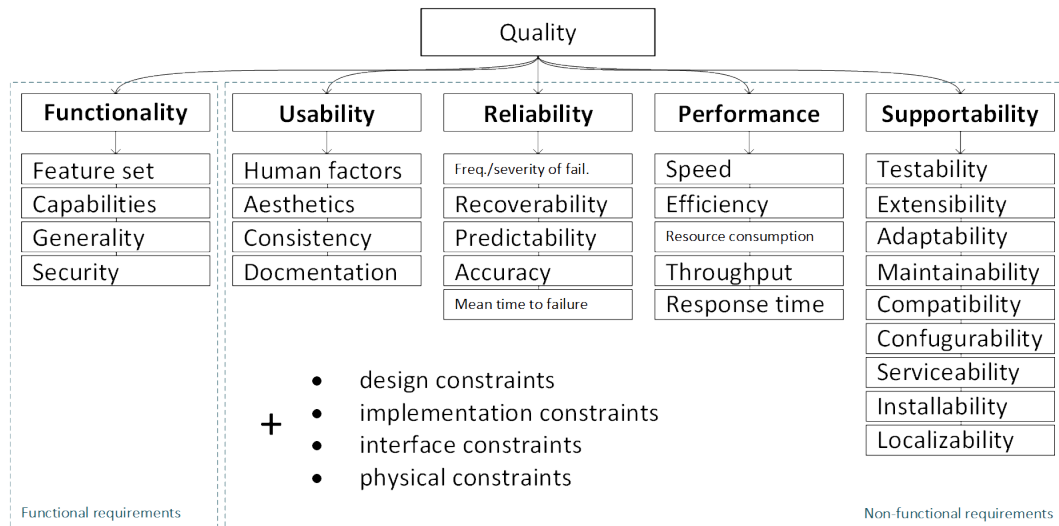 Quality
Functionality
Feature set
Capabilities
Generality
Security
Usability
Human factors
Aesthetics
Consistency
Docmentation
Reliability
Freq./severity of fail.
Recoverability
Predictability
Accuracy
Mean time to failure
Performance
Speed
Efficiency
Resource consumption
Throughput
Response time
Supportability
Testability
Extensibility
Adaptability
Maintainability
Compatibility
Confugurability
Serviceability
Installability
Localizability
+
• design constraints
• implementation constraints
• interface constraints
• physical constraints
Functional requirements
Non-functional requirements